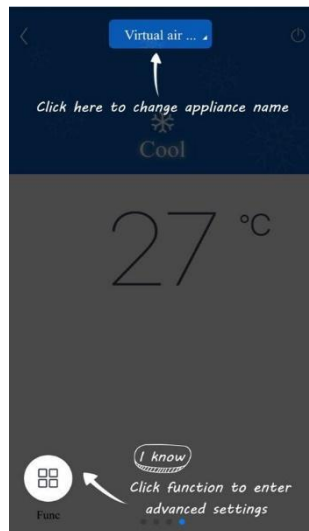 Virtual air ...
Click here to change appliance name
Cool
27 °C
I know
Click function to enter
advanced settings
Func